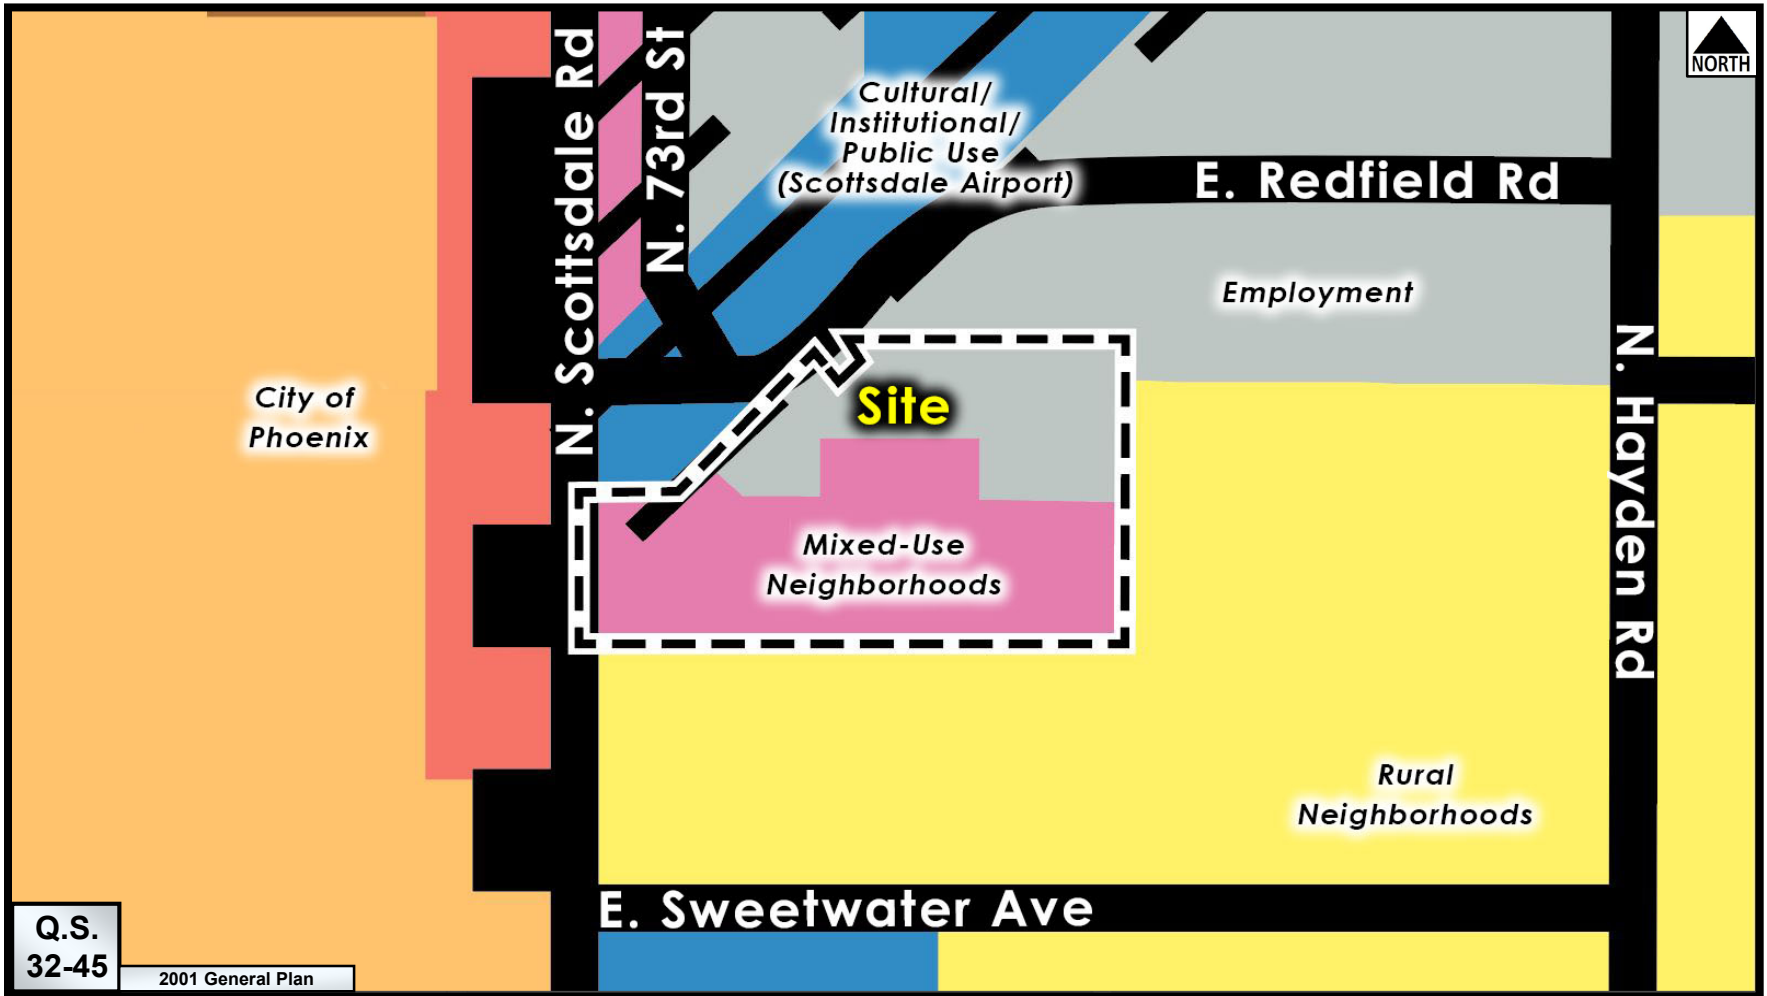 NORTH
N. Scottsdale Rd
N. 73rd St
Cultural/
Institutional/
Public Use
(Scottsdale Airport)
E. Redfield Rd
Employment
N. Hayden Rd
City of
Phoenix
Site
Mixed-Use
Neighborhoods
Rural
Neighborhoods
E. Sweetwater Ave
Q.S.
32-45
2001 General Plan